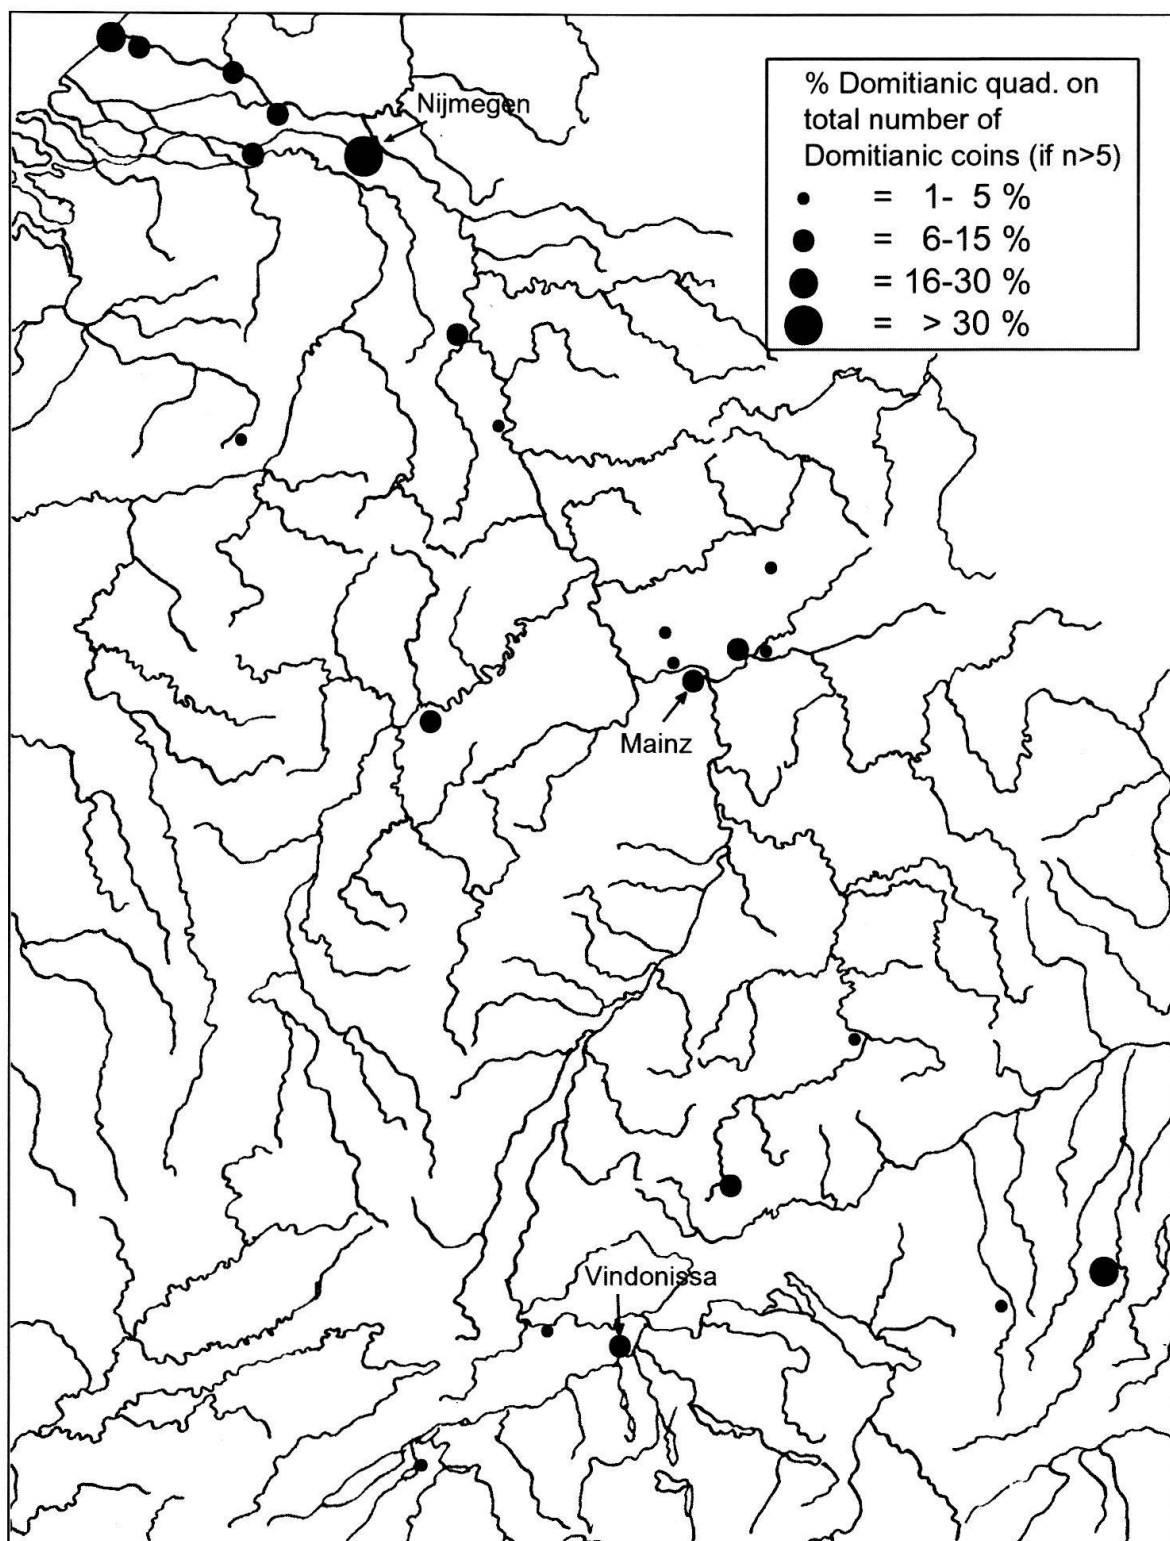 Nijmegen
% Domitianic quad. on
total number of
Domitianic coins (if n>5)
= 1- 5 %
= 6-15 %
= 16-30 %
= > 30 %
Mainz
Vindonissa